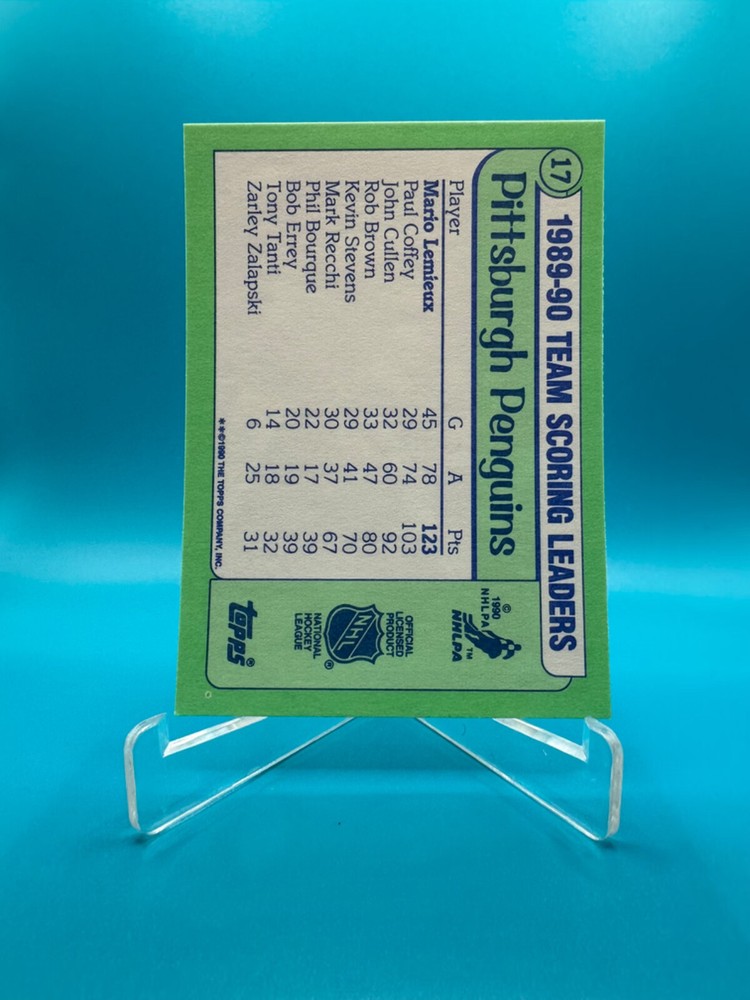 17
1989-90 TEAM SCORING LEADERS
Pittsburgh Penguins
Player G A Pts
Mario Lemieux 45 78 123
Paul Coffey 29 74 103
John Cullen 32 60 92
Rob Brown 33 47 80
Kevin Stevens 29 41 70
Mark Recchi 30 37 67
Phil Bourque 22 17 39
Bob Errey 20 19 39
Tony Tanti 14 18 32
Zarley Zalapski 6 25 31
**©1990 THE TOPPS COMPANY, INC.
©
1990
NHLPA
NHLPA
TM
OFFICIAL
LICENSED
PRODUCT
NHL
®
NATIONAL
HOCKEY
LEAGUE
topps®